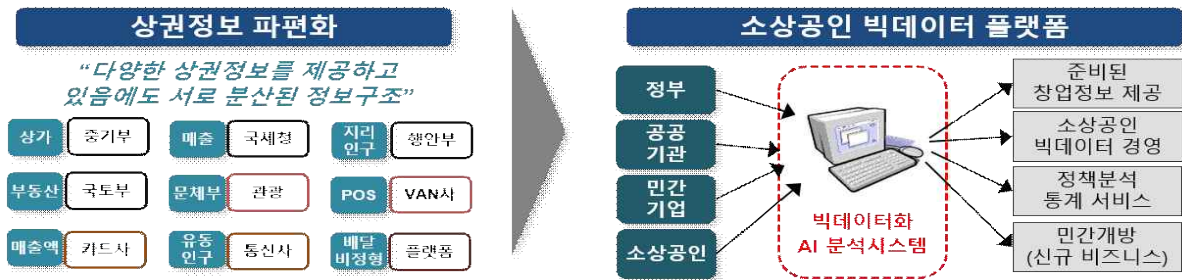 상권정보 파편화
“다양한 상권정보를 제공하고
있음에도 서로 분산된 정보구조”
상가 중기부 매출 국세청 지리 인구 행안부
부동산 국토부 문체부 관광 POS VAN사
매출액 카드사 유동 인구 통신사 배달 비정형 플랫폼
소상공인 빅데이터 플랫폼
정부
공공
기관
민간
기업
소상공인
빅데이터화
AI 분석시스템
준비된
창업정보 제공
소상공인
빅데이터 경영
정책분석
통계 서비스
민간개방
(신규 비즈니스)